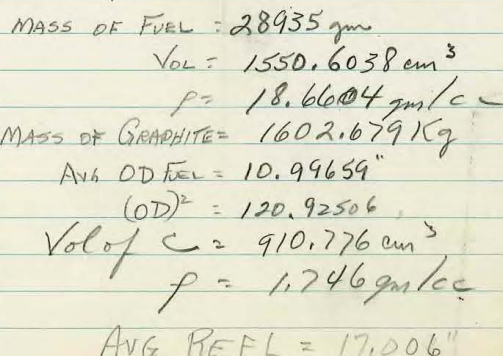 MASS OF FUEL = 28935 gm
VOL = 1550.6038 cm³
ρ = 18.6604 gm/cc
MASS OF GRAPHITE = 1602.679 Kg
AVG OD FUEL = 10.99659"
(OD)² = 120.92506
Vol of C = 910.776 cm³
ρ = 1.746 gm/cc
AVG REFL = 17.006"